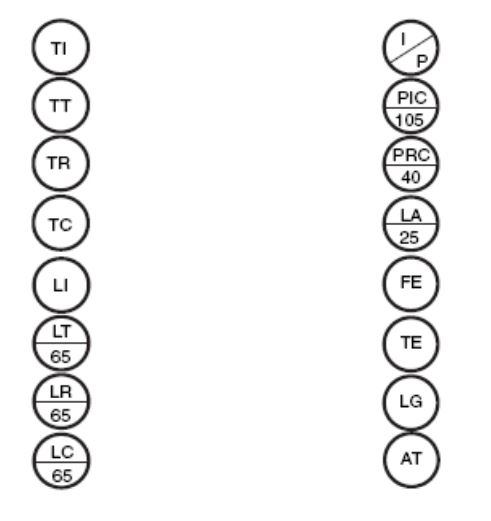 TI
TT
TR
TC
LI
LT
65
LR
65
LC
65
I
P
PIC
105
PRC
40
LA
25
FE
TE
LG
AT